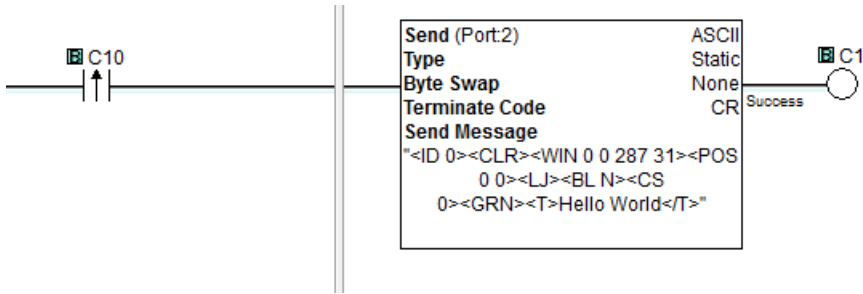 B C10
Send (Port:2) ASCII
Type Static
Byte Swap None
Terminate Code CR
Send Message
"<ID 0><CLR><WIN 0 0 287 31><POS
0 0><LJ><BL N><CS
0><GRN><T>Hello World</T>"
Success
B C1